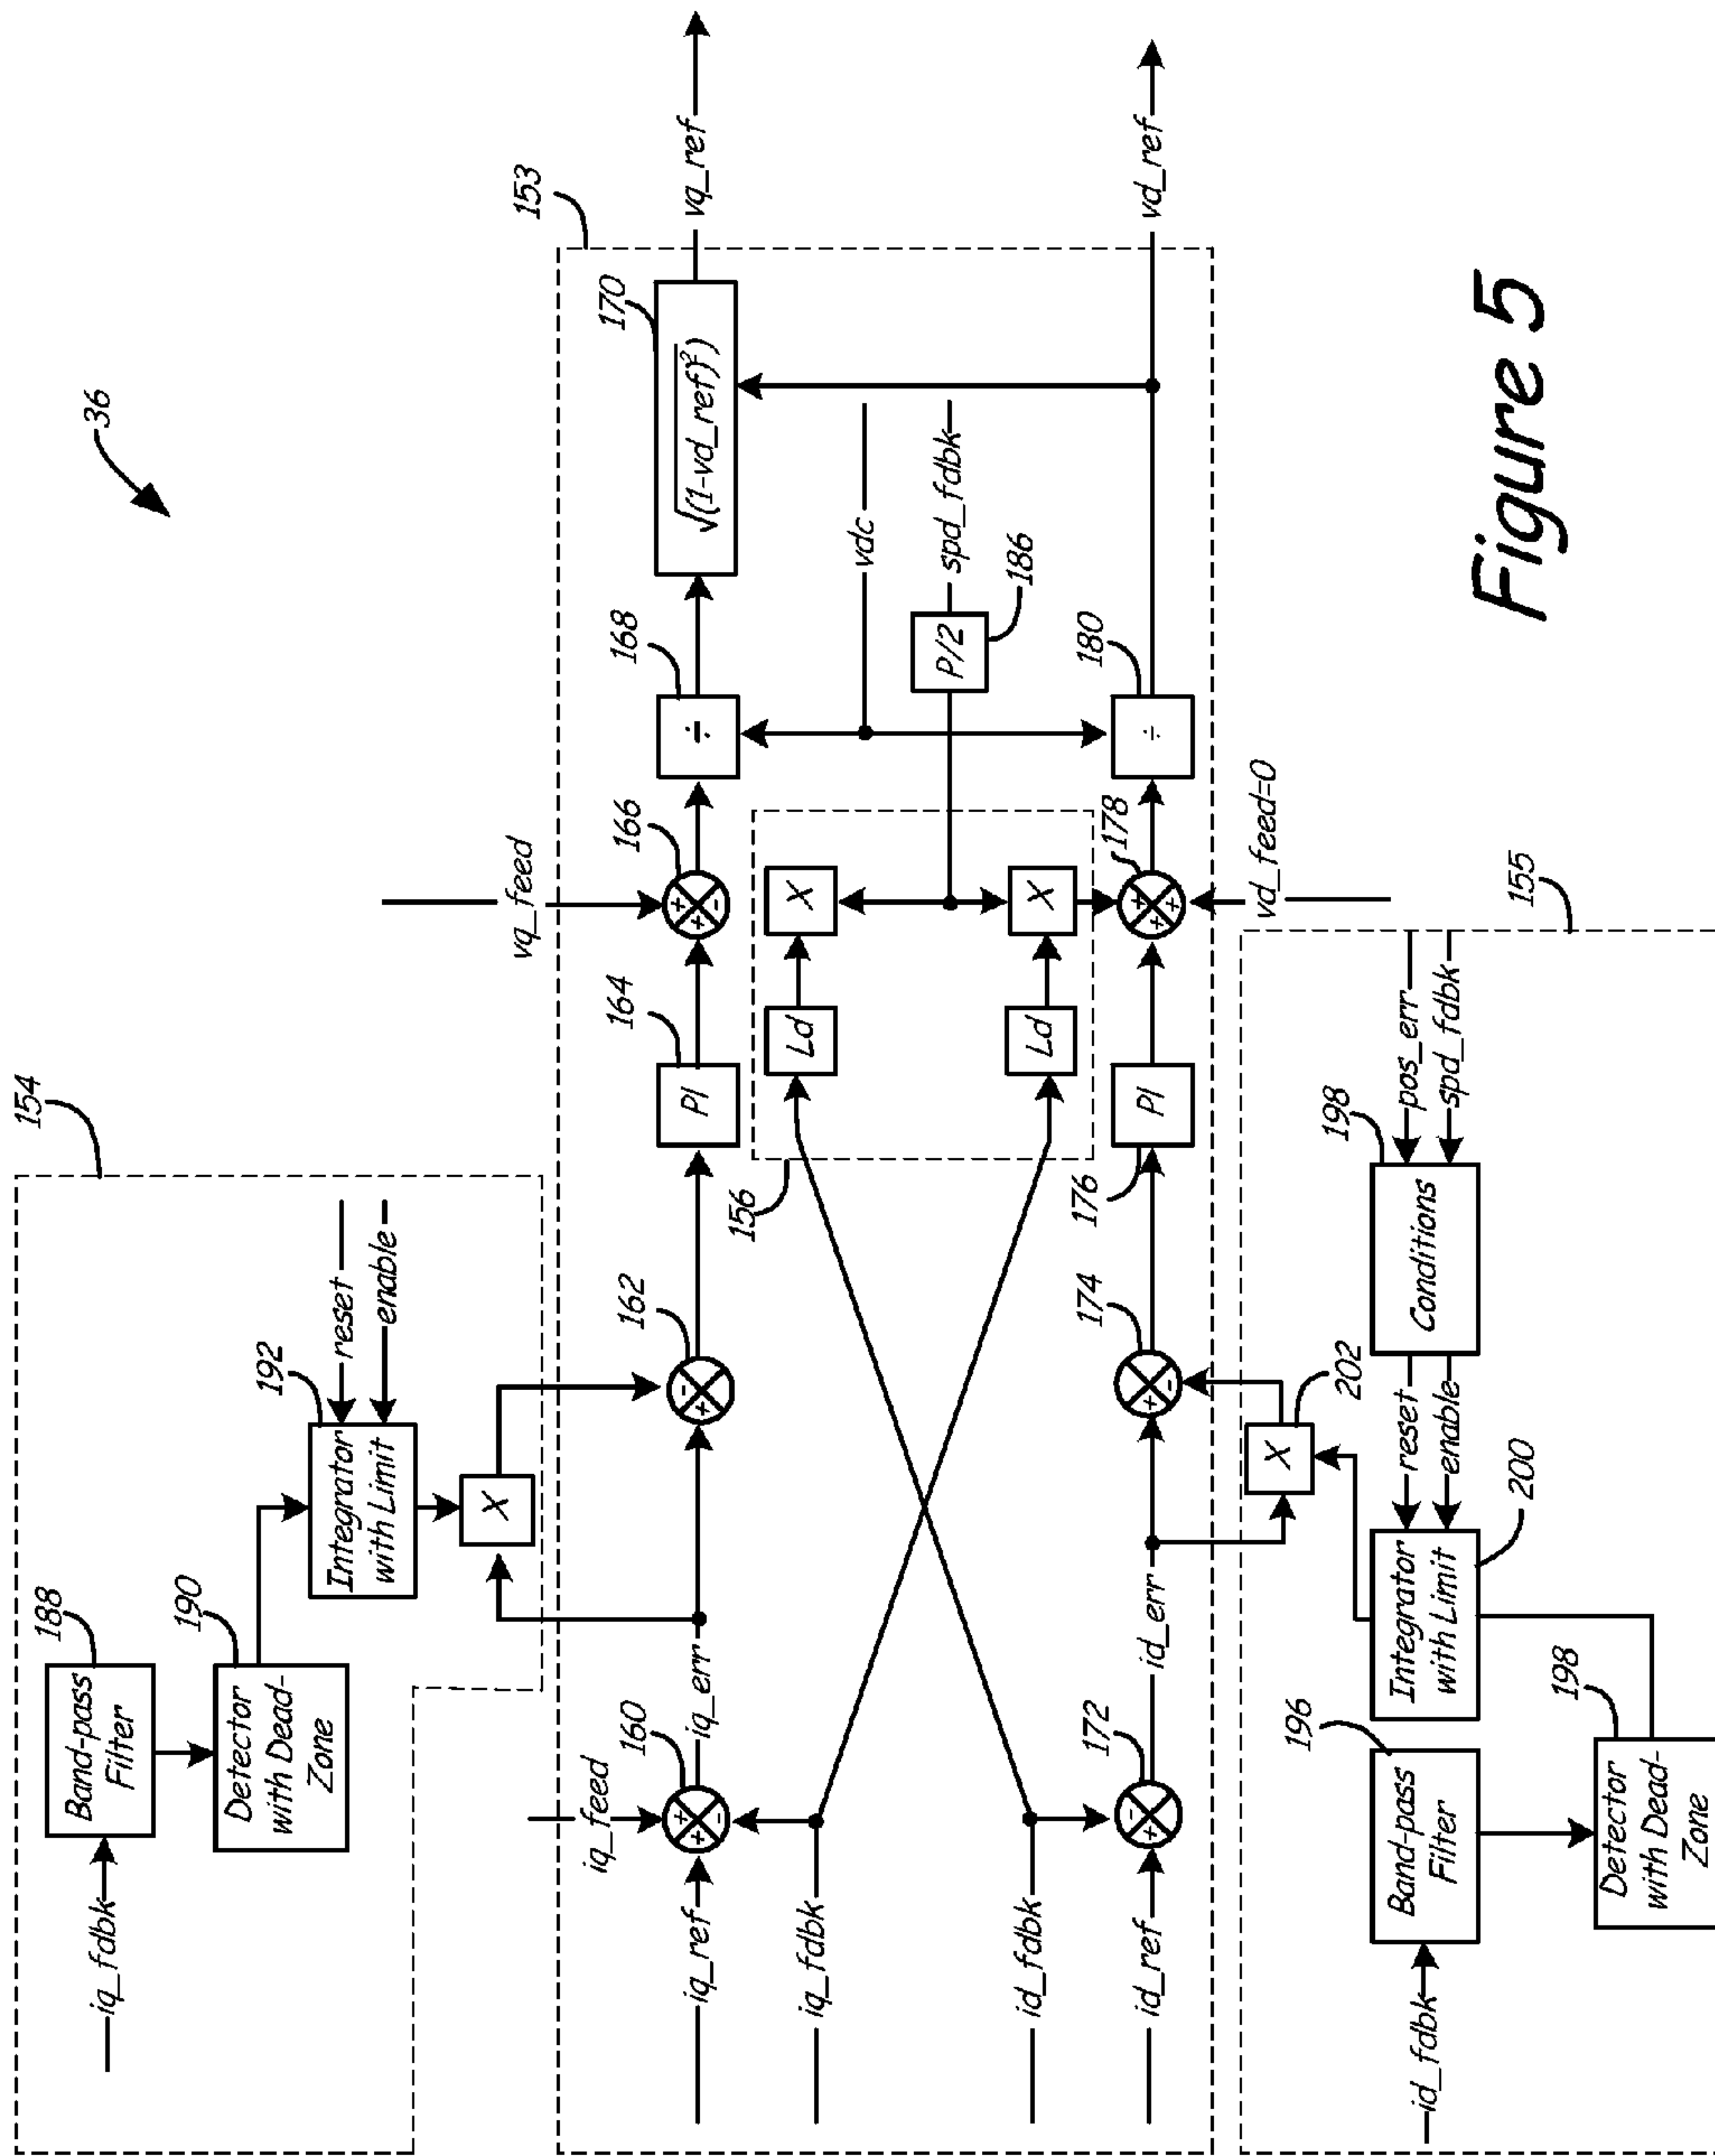 36
154
iq_fdbk
Band-pass
Filter
188
Detector
with Dead-
Zone
190
Integrator
with Limit
192
reset
enable
X
153
iq_feed
vq_feed
iq_ref
160
iq_err
162
PI
164
166
÷
168
√(1-vd_ref)²)
170
vq_ref
+
+
-
+
-
+
+
-
iq_fdbk
156
Ld
X
vdc
P/2
186
spd_fdbk
id_fdbk
Ld
X
id_ref
172
id_err
174
PI
176
178
÷
180
vd_ref
+
-
+
-
+
+
+
vd_feed=0
155
id_fdbk
Band-pass
Filter
196
Detector
with Dead-
Zone
198
Integrator
with Limit
200
X
202
reset
enable
Conditions
198
pos_err
spd_fdbk
Figure 5